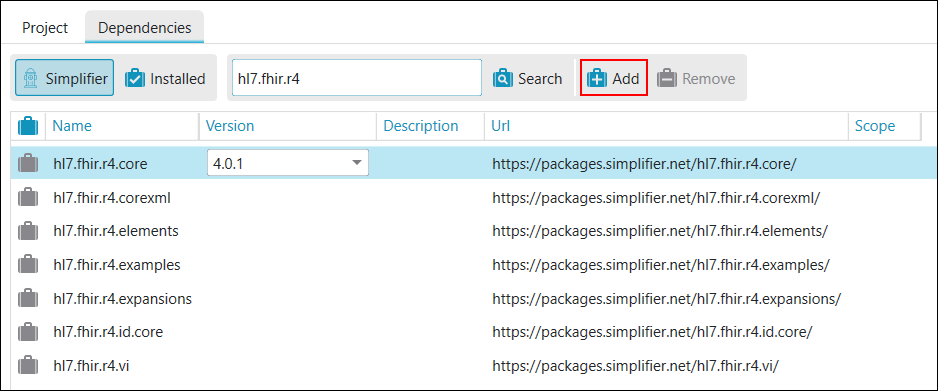 Project Dependencies
Simplifier Installed hl7.fhir.r4 Search Add Remove
Name Version Description Url Scope
hl7.fhir.r4.core 4.0.1 https://packages.simplifier.net/hl7.fhir.r4.core/
hl7.fhir.r4.corexml https://packages.simplifier.net/hl7.fhir.r4.corexml/
hl7.fhir.r4.elements https://packages.simplifier.net/hl7.fhir.r4.elements/
hl7.fhir.r4.examples https://packages.simplifier.net/hl7.fhir.r4.examples/
hl7.fhir.r4.expansions https://packages.simplifier.net/hl7.fhir.r4.expansions/
hl7.fhir.r4.id.core https://packages.simplifier.net/hl7.fhir.r4.id.core/
hl7.fhir.r4.vi https://packages.simplifier.net/hl7.fhir.r4.vi/